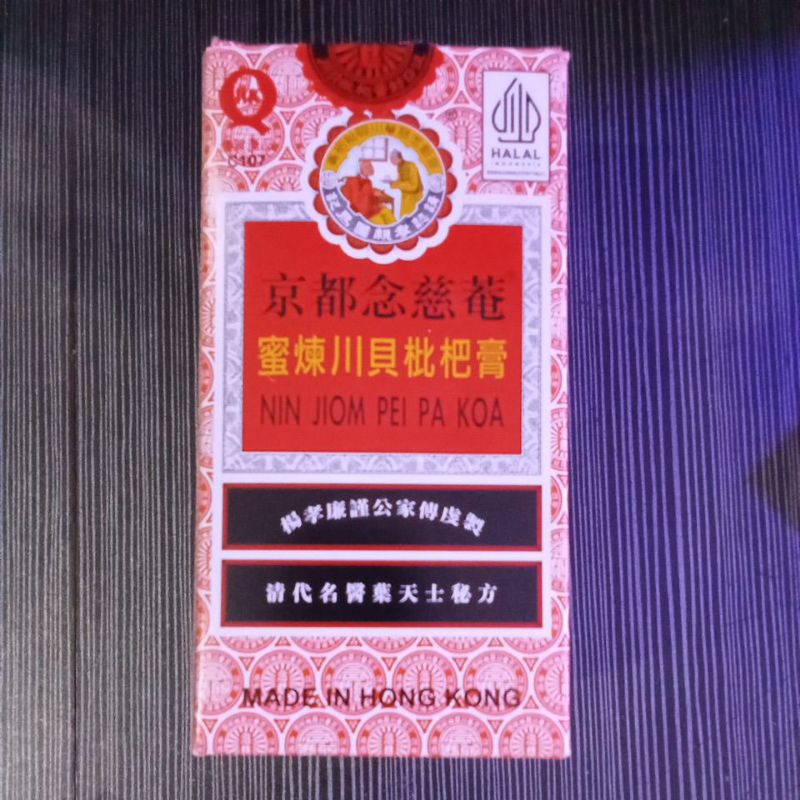 Q
C107
HALAL
INDONESIA
京都念慈菴
蜜煉川貝枇杷膏
NIN JIOM PEI PA KOA
楊孝廉謹公家傳虔製
清代名醫葉天士秘方
MADE IN HONG KONG